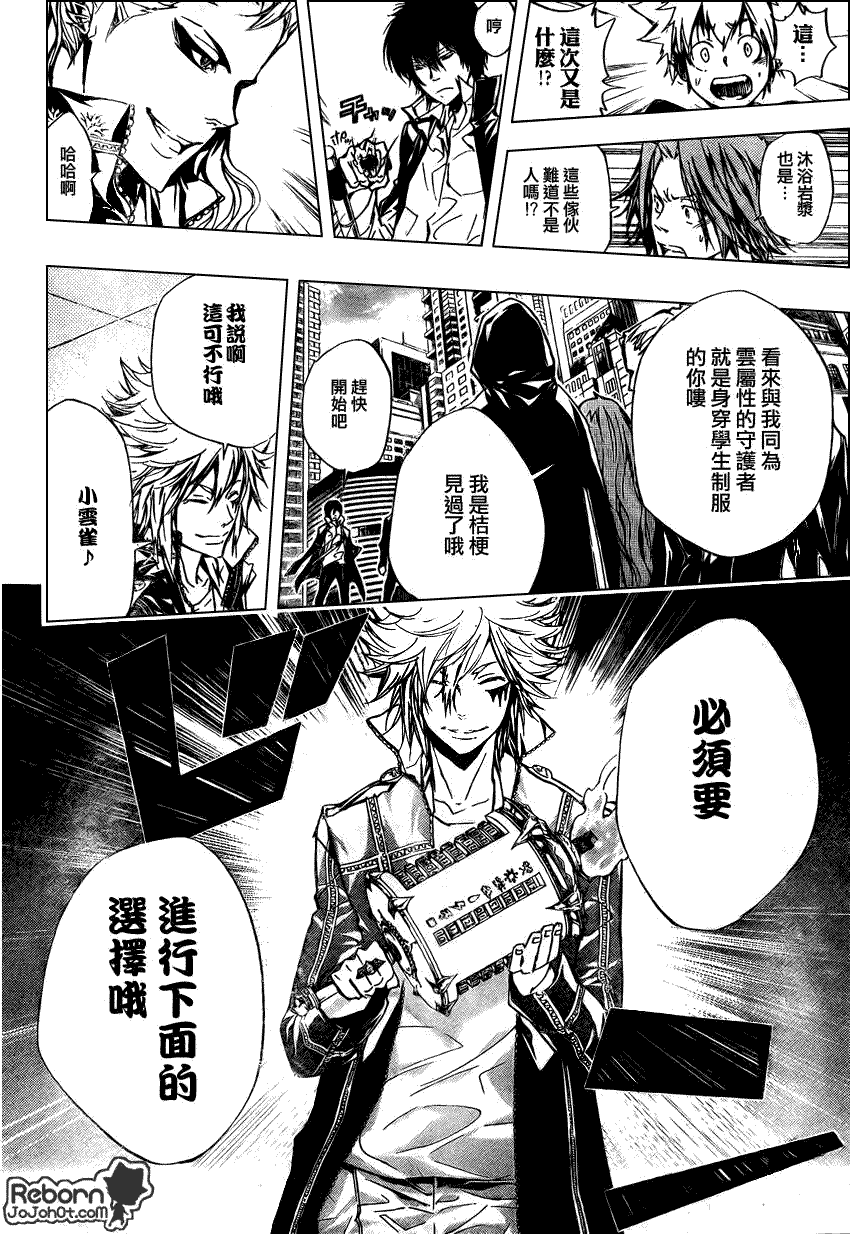 這…
這次又是
什麼!?
沐浴岩漿
也是…
這些傢伙
難道不是
人嗎!?
哼
哈哈啊
看來與我同為
雲屬性的守護者
就是身穿學生制服
的你嘍
我是桔梗
見過了哦
趕快
開始吧
我說啊
這可不行哦
小雲雀♪
必須要
進行下面的
選擇哦
Reborn
JoJohot.com